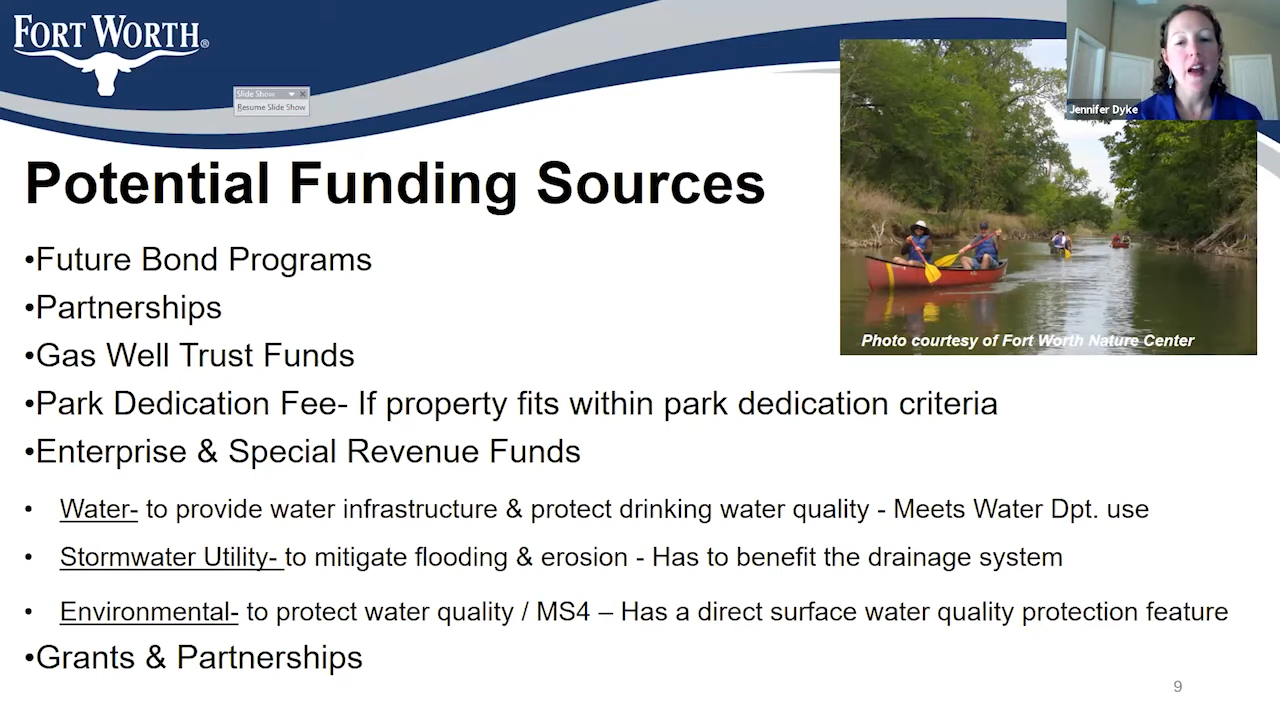 FORT WORTH®
Slide Show
Resume Slide Show
Jennifer Dyke
Photo courtesy of Fort Worth Nature Center
Potential Funding Sources
•Future Bond Programs
•Partnerships
•Gas Well Trust Funds
•Park Dedication Fee- If property fits within park dedication criteria
•Enterprise & Special Revenue Funds
• Water- to provide water infrastructure & protect drinking water quality - Meets Water Dpt. use
• Stormwater Utility- to mitigate flooding & erosion - Has to benefit the drainage system
• Environmental- to protect water quality / MS4 – Has a direct surface water quality protection feature
•Grants & Partnerships
9